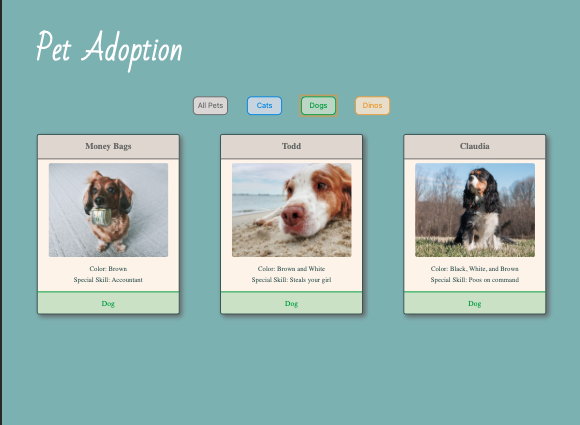 Pet Adoption
All Pets
Cats
Dogs
Dinos
Money Bags
Todd
Claudia
Color: Brown
Special Skill: Accountant
Color: Brown and White
Special Skill: Steals your girl
Color: Black, White, and Brown
Special Skill: Poos on command
Dog
Dog
Dog